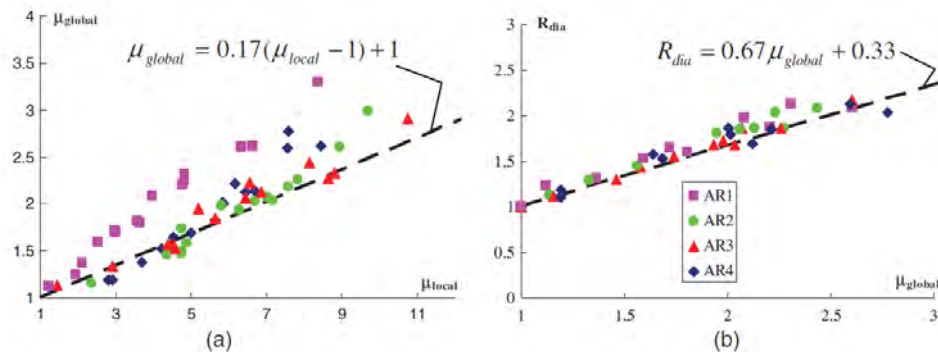 μglobal
μglobal = 0.17(μlocal − 1) + 1
4
3.5
3
2.5
2
1.5
1
1 3 5 7 9 11
μlocal
(a)
Rdia
Rdia = 0.67 μglobal + 0.33
3
2.5
2
1.5
1
0.5
0
AR1
AR2
AR3
AR4
1 1.5 2 2.5 3
μglobal
(b)